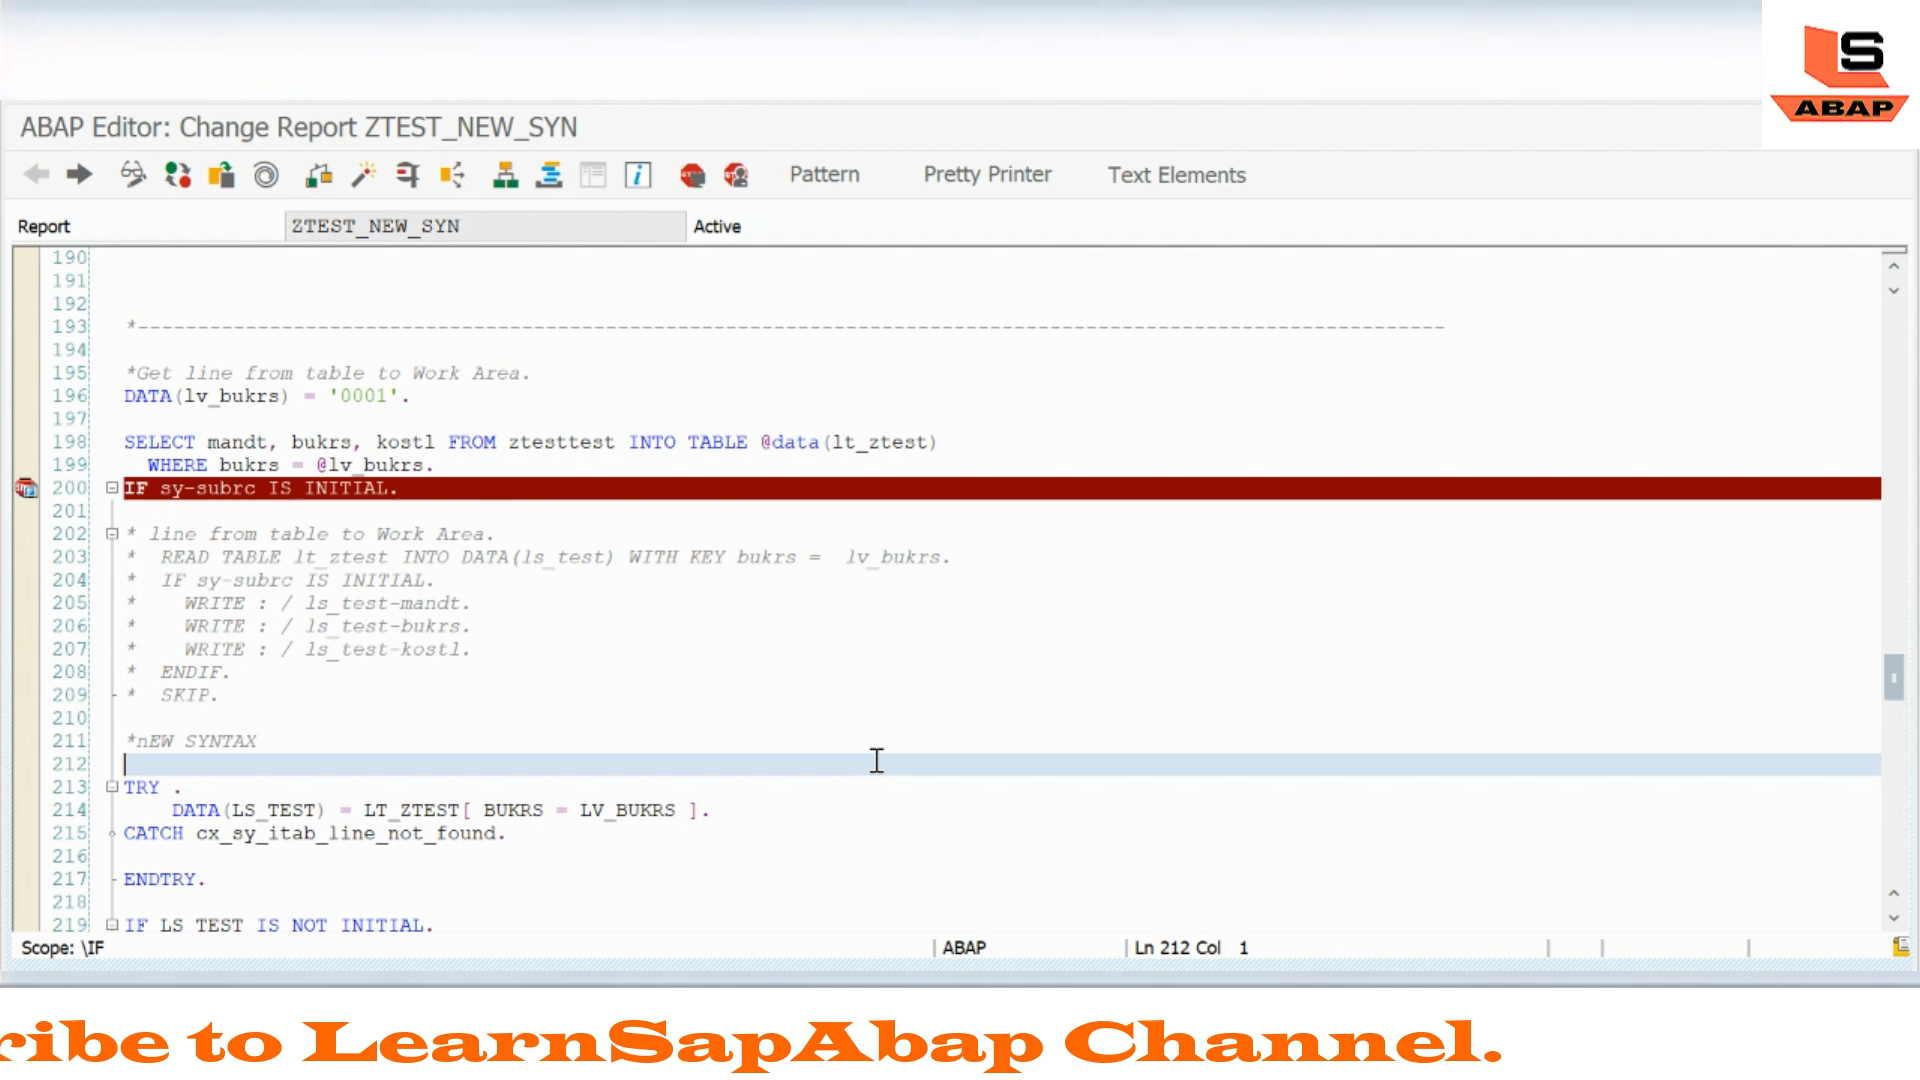 LS
ABAP
ABAP Editor: Change Report ZTEST_NEW_SYN
Pattern Pretty Printer Text Elements
Report ZTEST_NEW_SYN Active
190
191
192
193 *-------------------------------------------------------------------------------------------------------------
194
195 *Get line from table to Work Area.
196 DATA(lv_bukrs) = '0001'.
197
198 SELECT mandt, bukrs, kostl FROM ztesttest INTO TABLE @data(lt_ztest)
199 WHERE bukrs = @lv_bukrs.
200 IF sy-subrc IS INITIAL.
201
202 * line from table to Work Area.
203 * READ TABLE lt_ztest INTO DATA(ls_test) WITH KEY bukrs = lv_bukrs.
204 * IF sy-subrc IS INITIAL.
205 * WRITE : / ls_test-mandt.
206 * WRITE : / ls_test-bukrs.
207 * WRITE : / ls_test-kostl.
208 * ENDIF.
209 * SKIP.
210
211 *nEW SYNTAX
212
213 TRY .
214 DATA(LS_TEST) = LT_ZTEST[ BUKRS = LV_BUKRS ].
215 CATCH cx_sy_itab_line_not_found.
216
217 ENDTRY.
218
219 IF LS_TEST IS NOT INITIAL.
Scope: \IF ABAP Ln 212 Col 1
ribe to LearnSapAbap Channel.